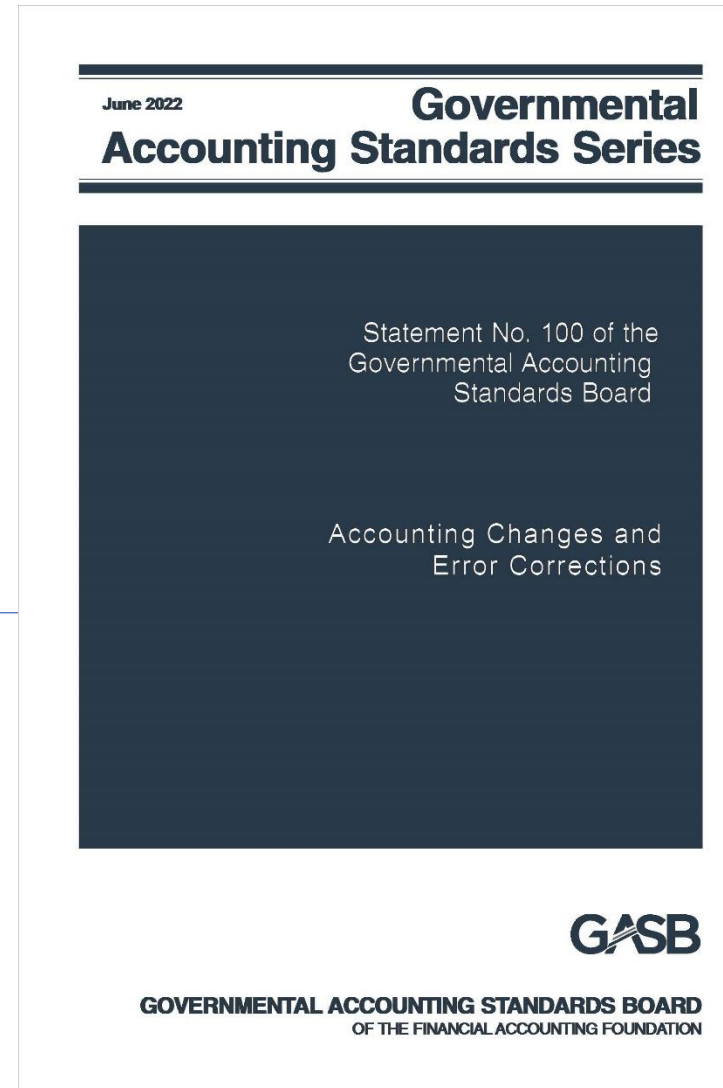 June 2022
Governmental
Accounting Standards Series
Statement No. 100 of the
Governmental Accounting
Standards Board
Accounting Changes and
Error Corrections
GASB
GOVERNMENTAL ACCOUNTING STANDARDS BOARD
OF THE FINANCIAL ACCOUNTING FOUNDATION